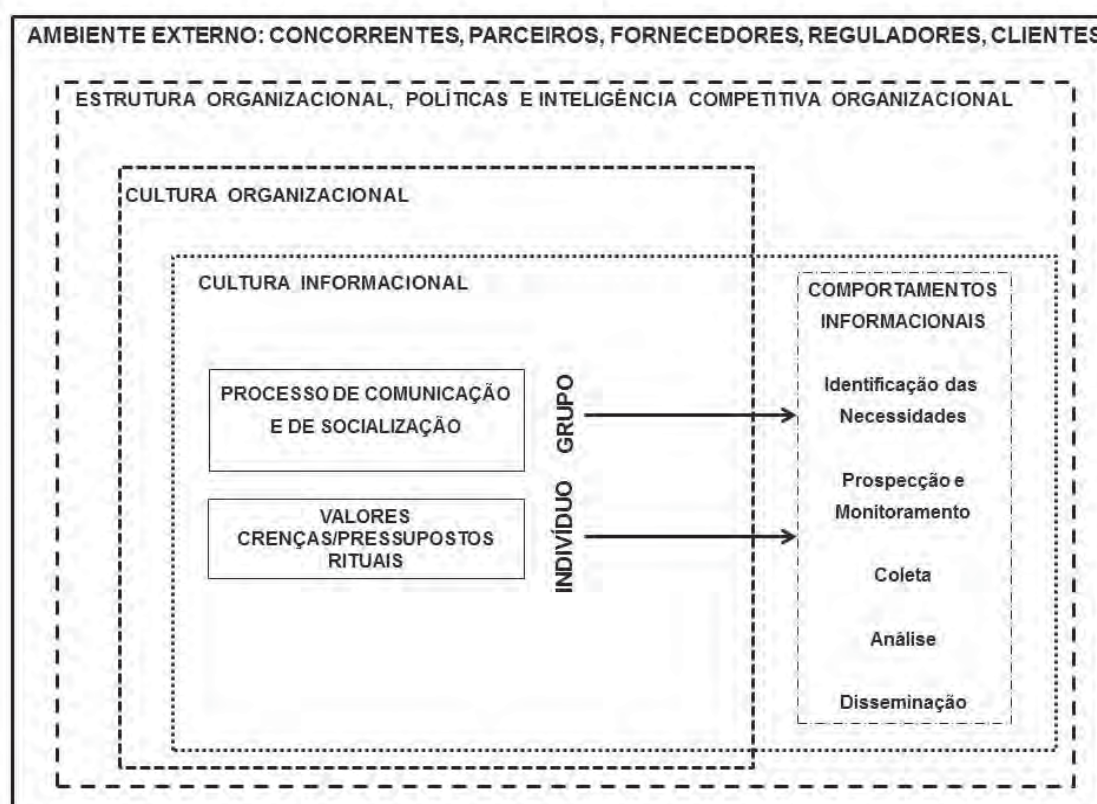 AMBIENTE EXTERNO: CONCORRENTES, PARCEIROS, FORNECEDORES, REGULADORES, CLIENTES
ESTRUTURA ORGANIZACIONAL, POLÍTICAS E INTELIGÊNCIA COMPETITIVA ORGANIZACIONAL
CULTURA ORGANIZACIONAL
CULTURA INFORMACIONAL
PROCESSO DE COMUNICAÇÃO
E DE SOCIALIZAÇÃO
GRUPO
VALORES
CRENÇAS/PRESSUPOSTOS
RITUAIS
INDIVÍDUO
COMPORTAMENTOS
INFORMACIONAIS
Identificação das
Necessidades
Prospecção e
Monitoramento
Coleta
Análise
Disseminação